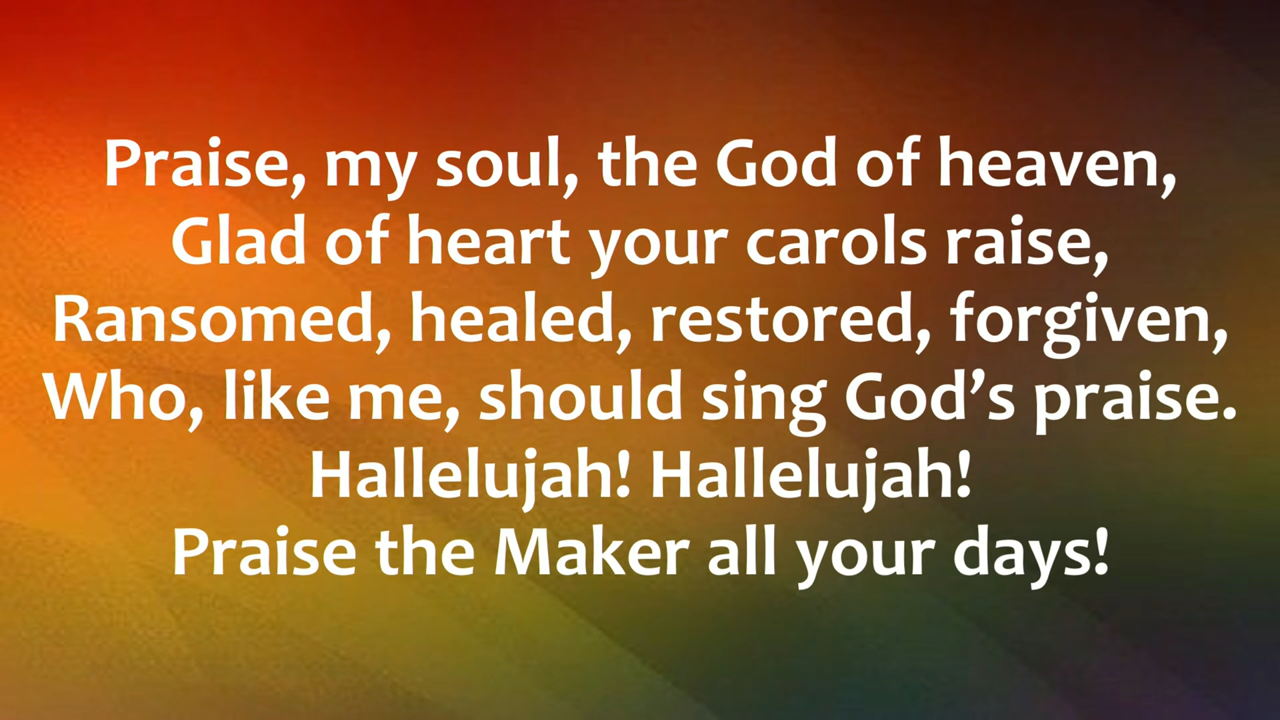 Praise, my soul, the God of heaven,
Glad of heart your carols raise,
Ransomed, healed, restored, forgiven,
Who, like me, should sing God’s praise.
Hallelujah! Hallelujah!
Praise the Maker all your days!